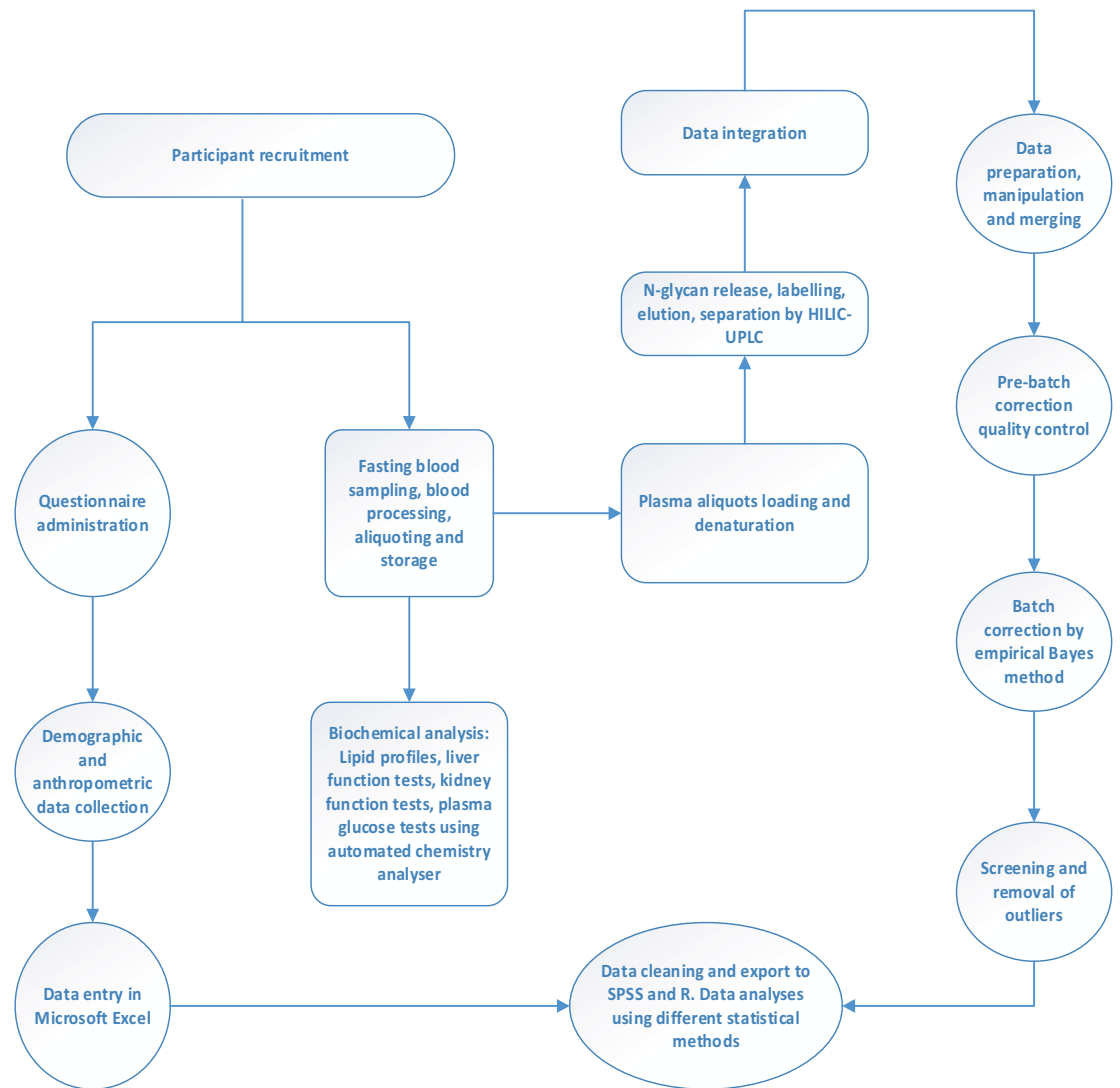 Participant recruitment
Questionnaire
administration
Demographic
and
anthropometric
data collection
Data entry in
Microsoft Excel
Fasting blood
sampling, blood
processing,
aliquoting and
storage
Biochemical analysis:
Lipid profiles, liver
function tests, kidney
function tests, plasma
glucose tests using
automated chemistry
analyser
Plasma aliquots loading and
denaturation
N-glycan release, labelling,
elution, separation by HILIC-
UPLC
Data integration
Data
preparation,
manipulation
and merging
Pre-batch
correction
quality control
Batch
correction by
empirical Bayes
method
Screening and
removal of
outliers
Data cleaning and export to
SPSS and R. Data analyses
using different statistical
methods